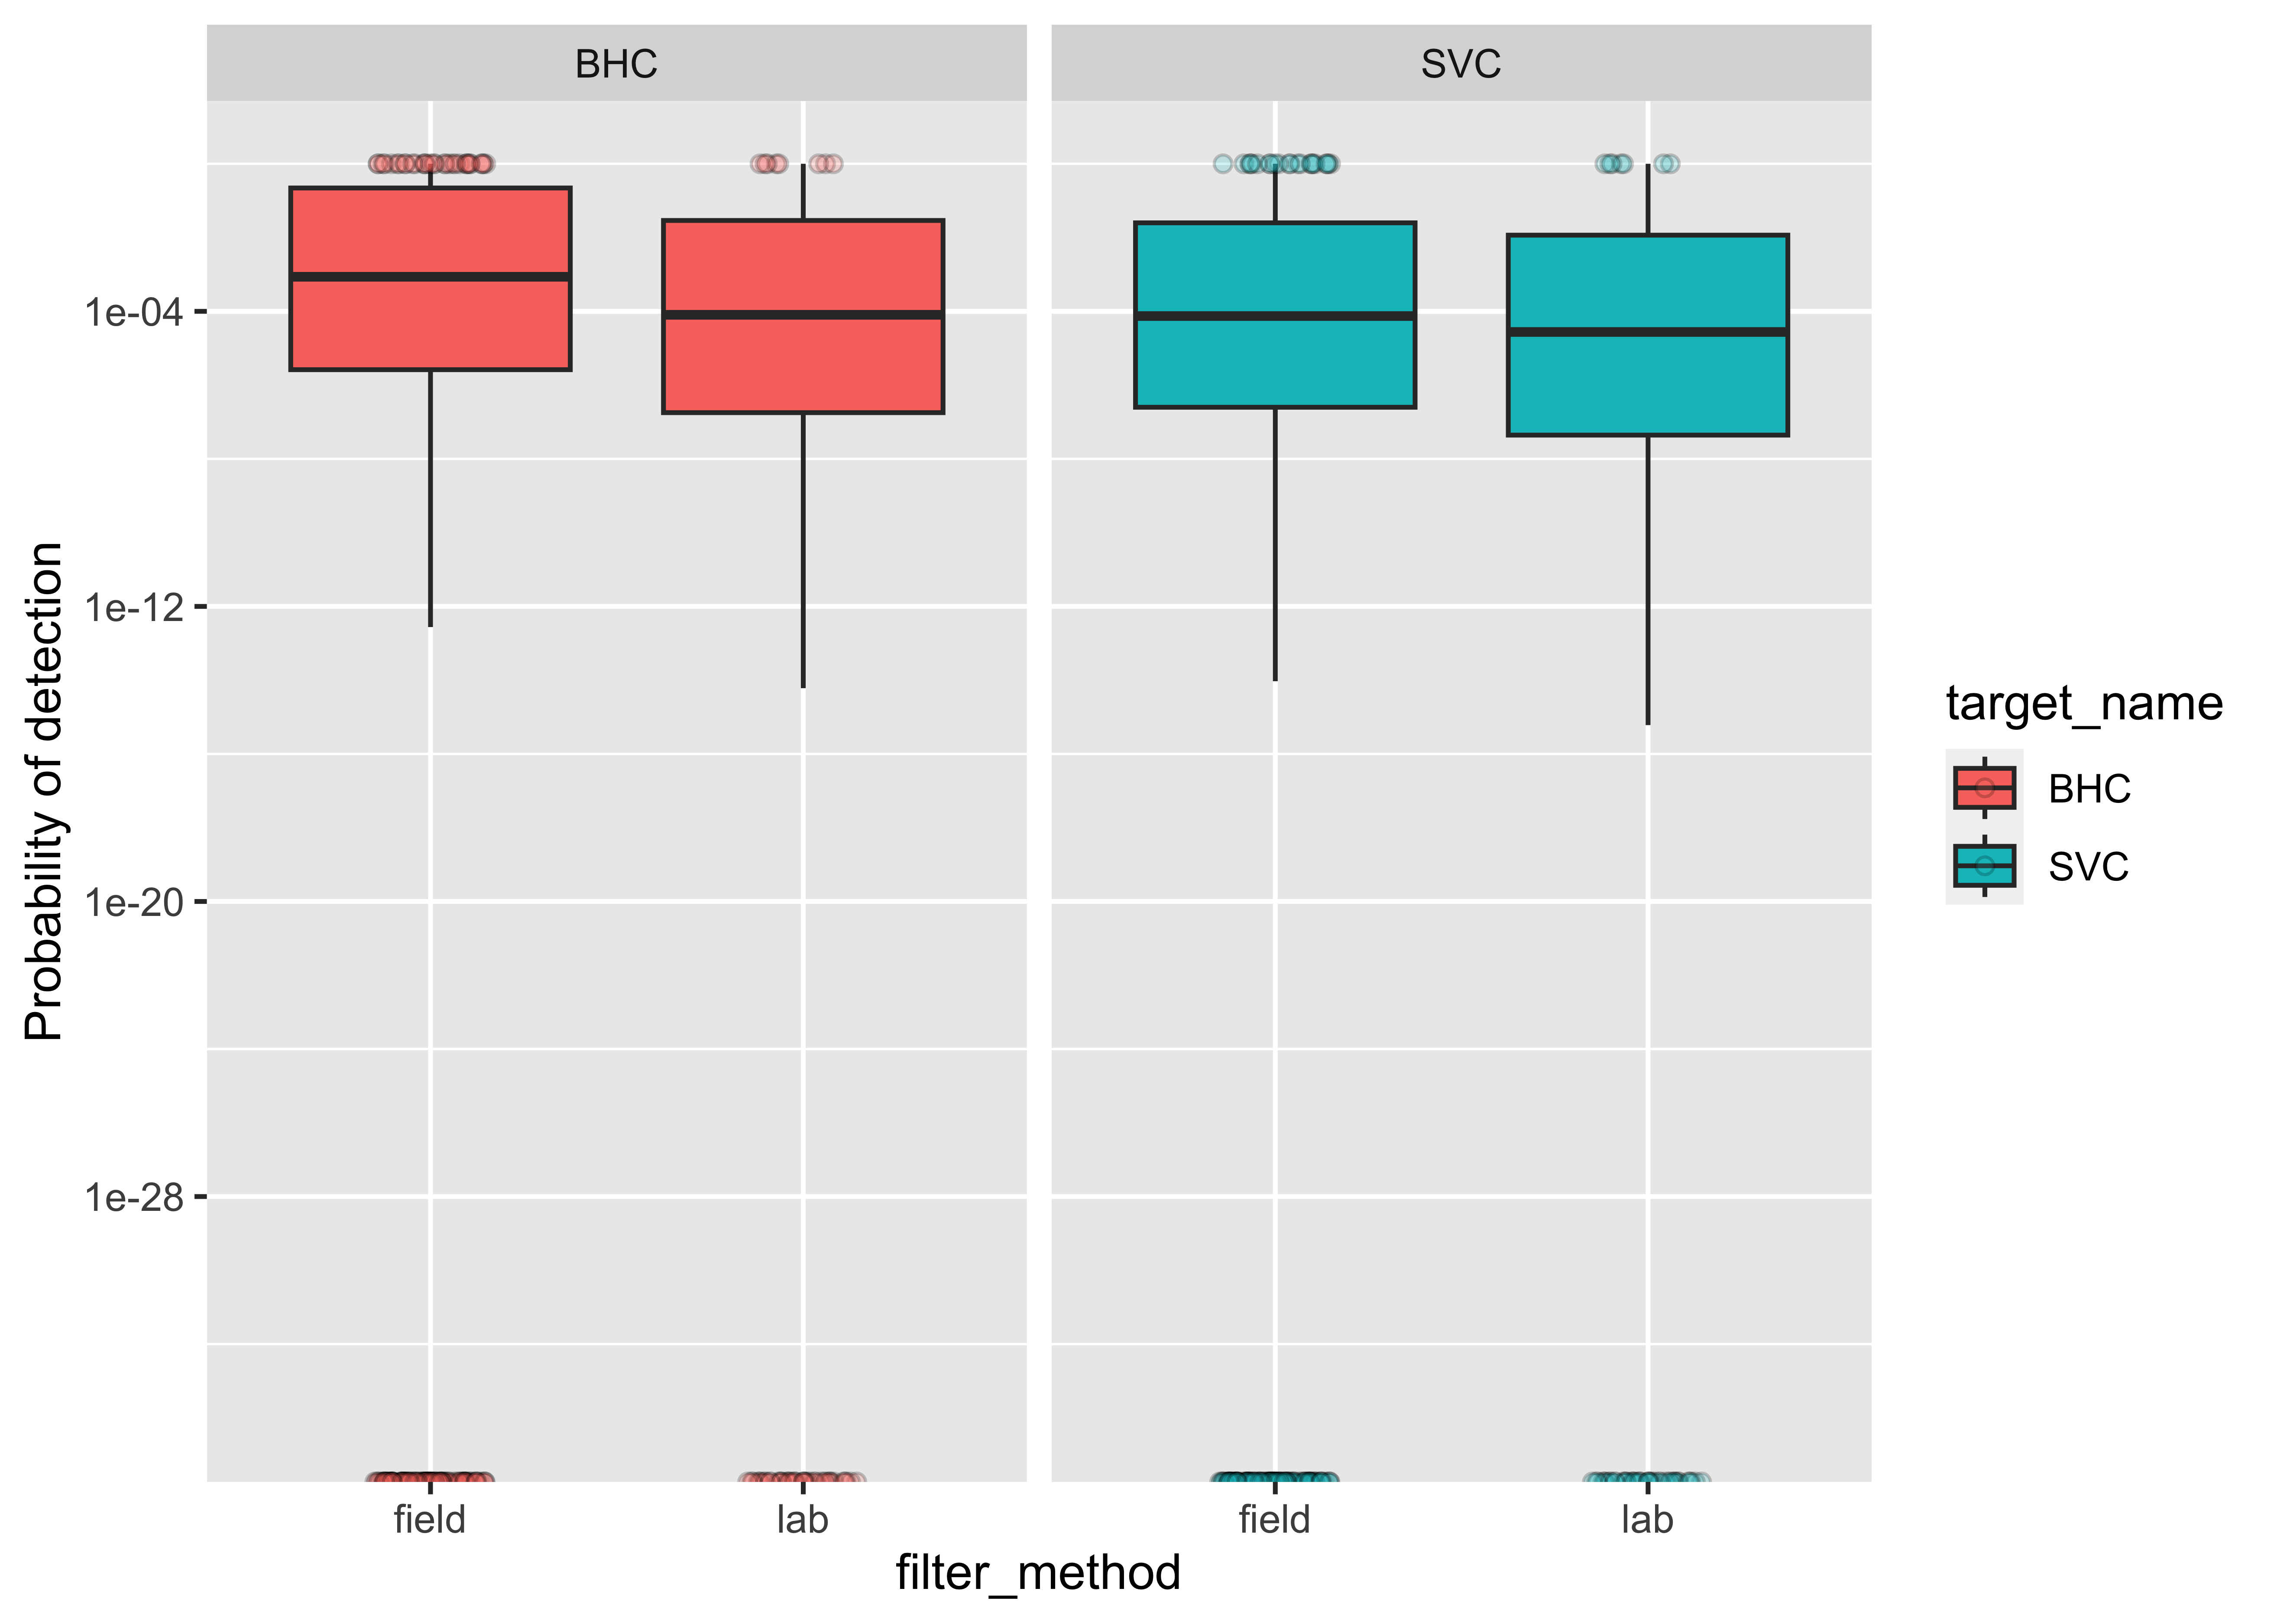 BHC
SVC
Probability of detection
1e-04
1e-12
1e-20
1e-28
field
lab
field
lab
filter_method
target_name
BHC
SVC